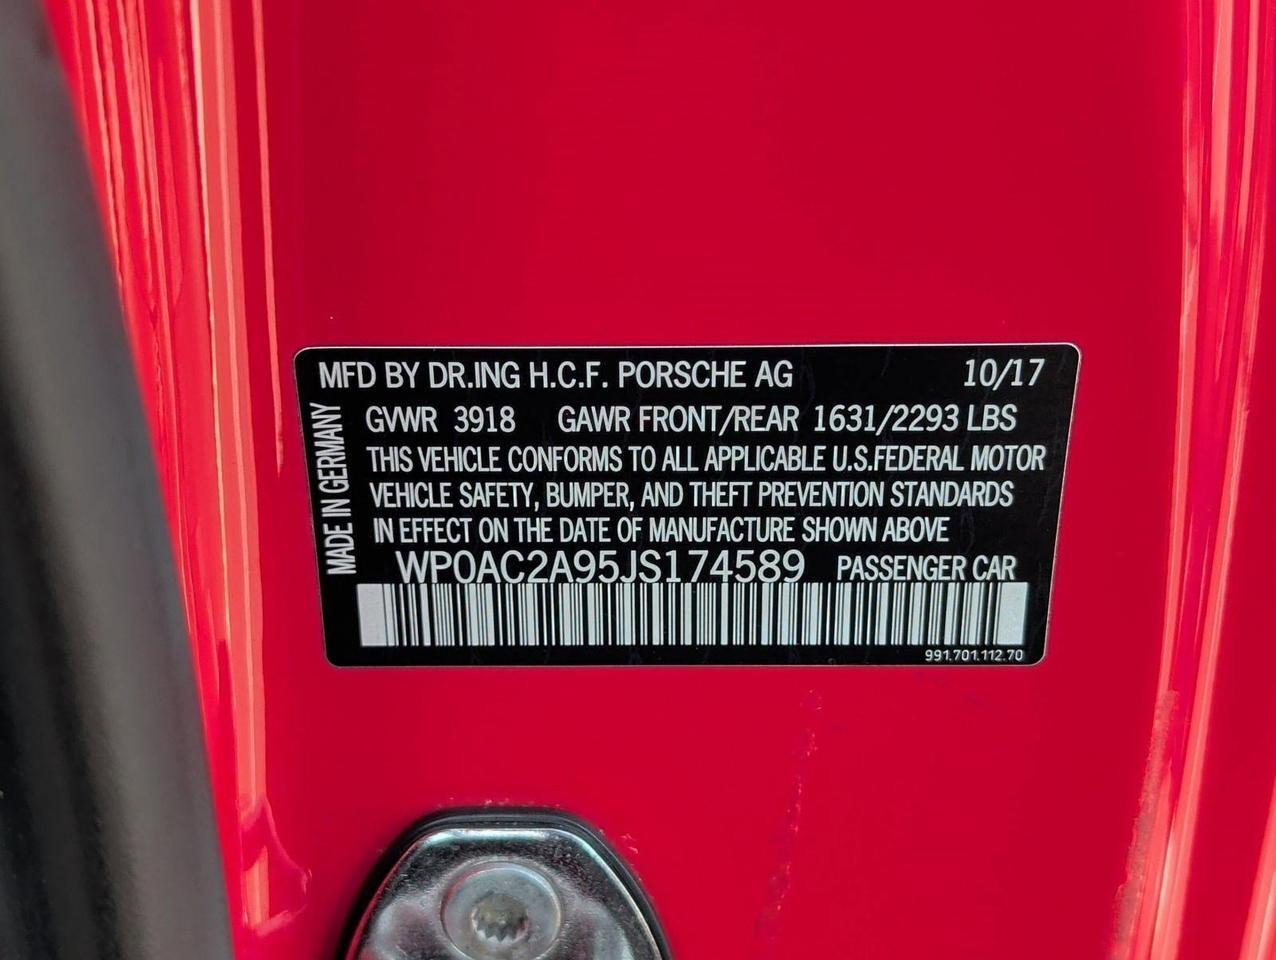 MFD BY DR.ING H.C.F. PORSCHE AG 10/17
GVWR 3918 GAWR FRONT/REAR 1631/2293 LBS
THIS VEHICLE CONFORMS TO ALL APPLICABLE U.S.FEDERAL MOTOR
VEHICLE SAFETY, BUMPER, AND THEFT PREVENTION STANDARDS
IN EFFECT ON THE DATE OF MANUFACTURE SHOWN ABOVE
WP0AC2A95JS174589 PASSENGER CAR
991.701.112.70
MADE IN GERMANY